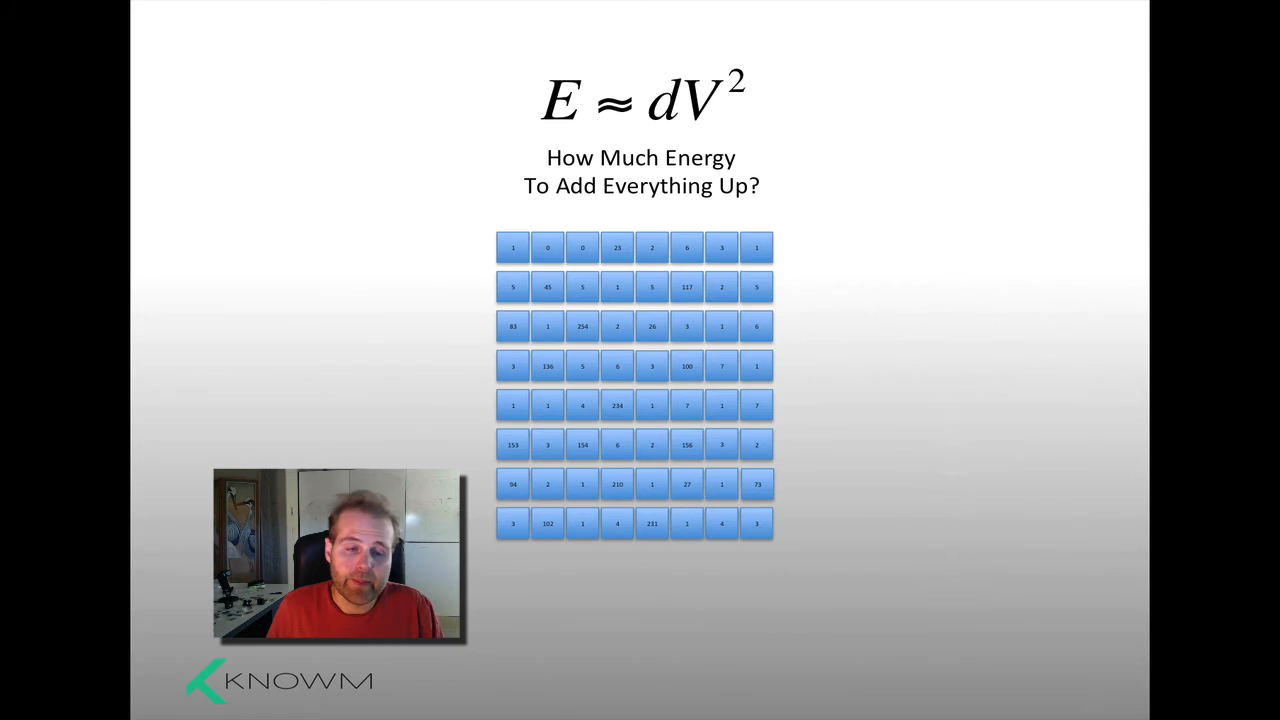 E ≈ dV²
How Much Energy
To Add Everything Up?
1 0 0 23 2 6 3 1
5 45 5 1 5 117 2 5
83 1 254 2 26 3 1 6
3 136 5 6 3 100 7 1
1 1 4 234 1 7 1 7
153 3 154 6 2 156 3 2
94 2 1 210 1 27 1 73
3 102 1 4 231 1 4 3
KNOWM